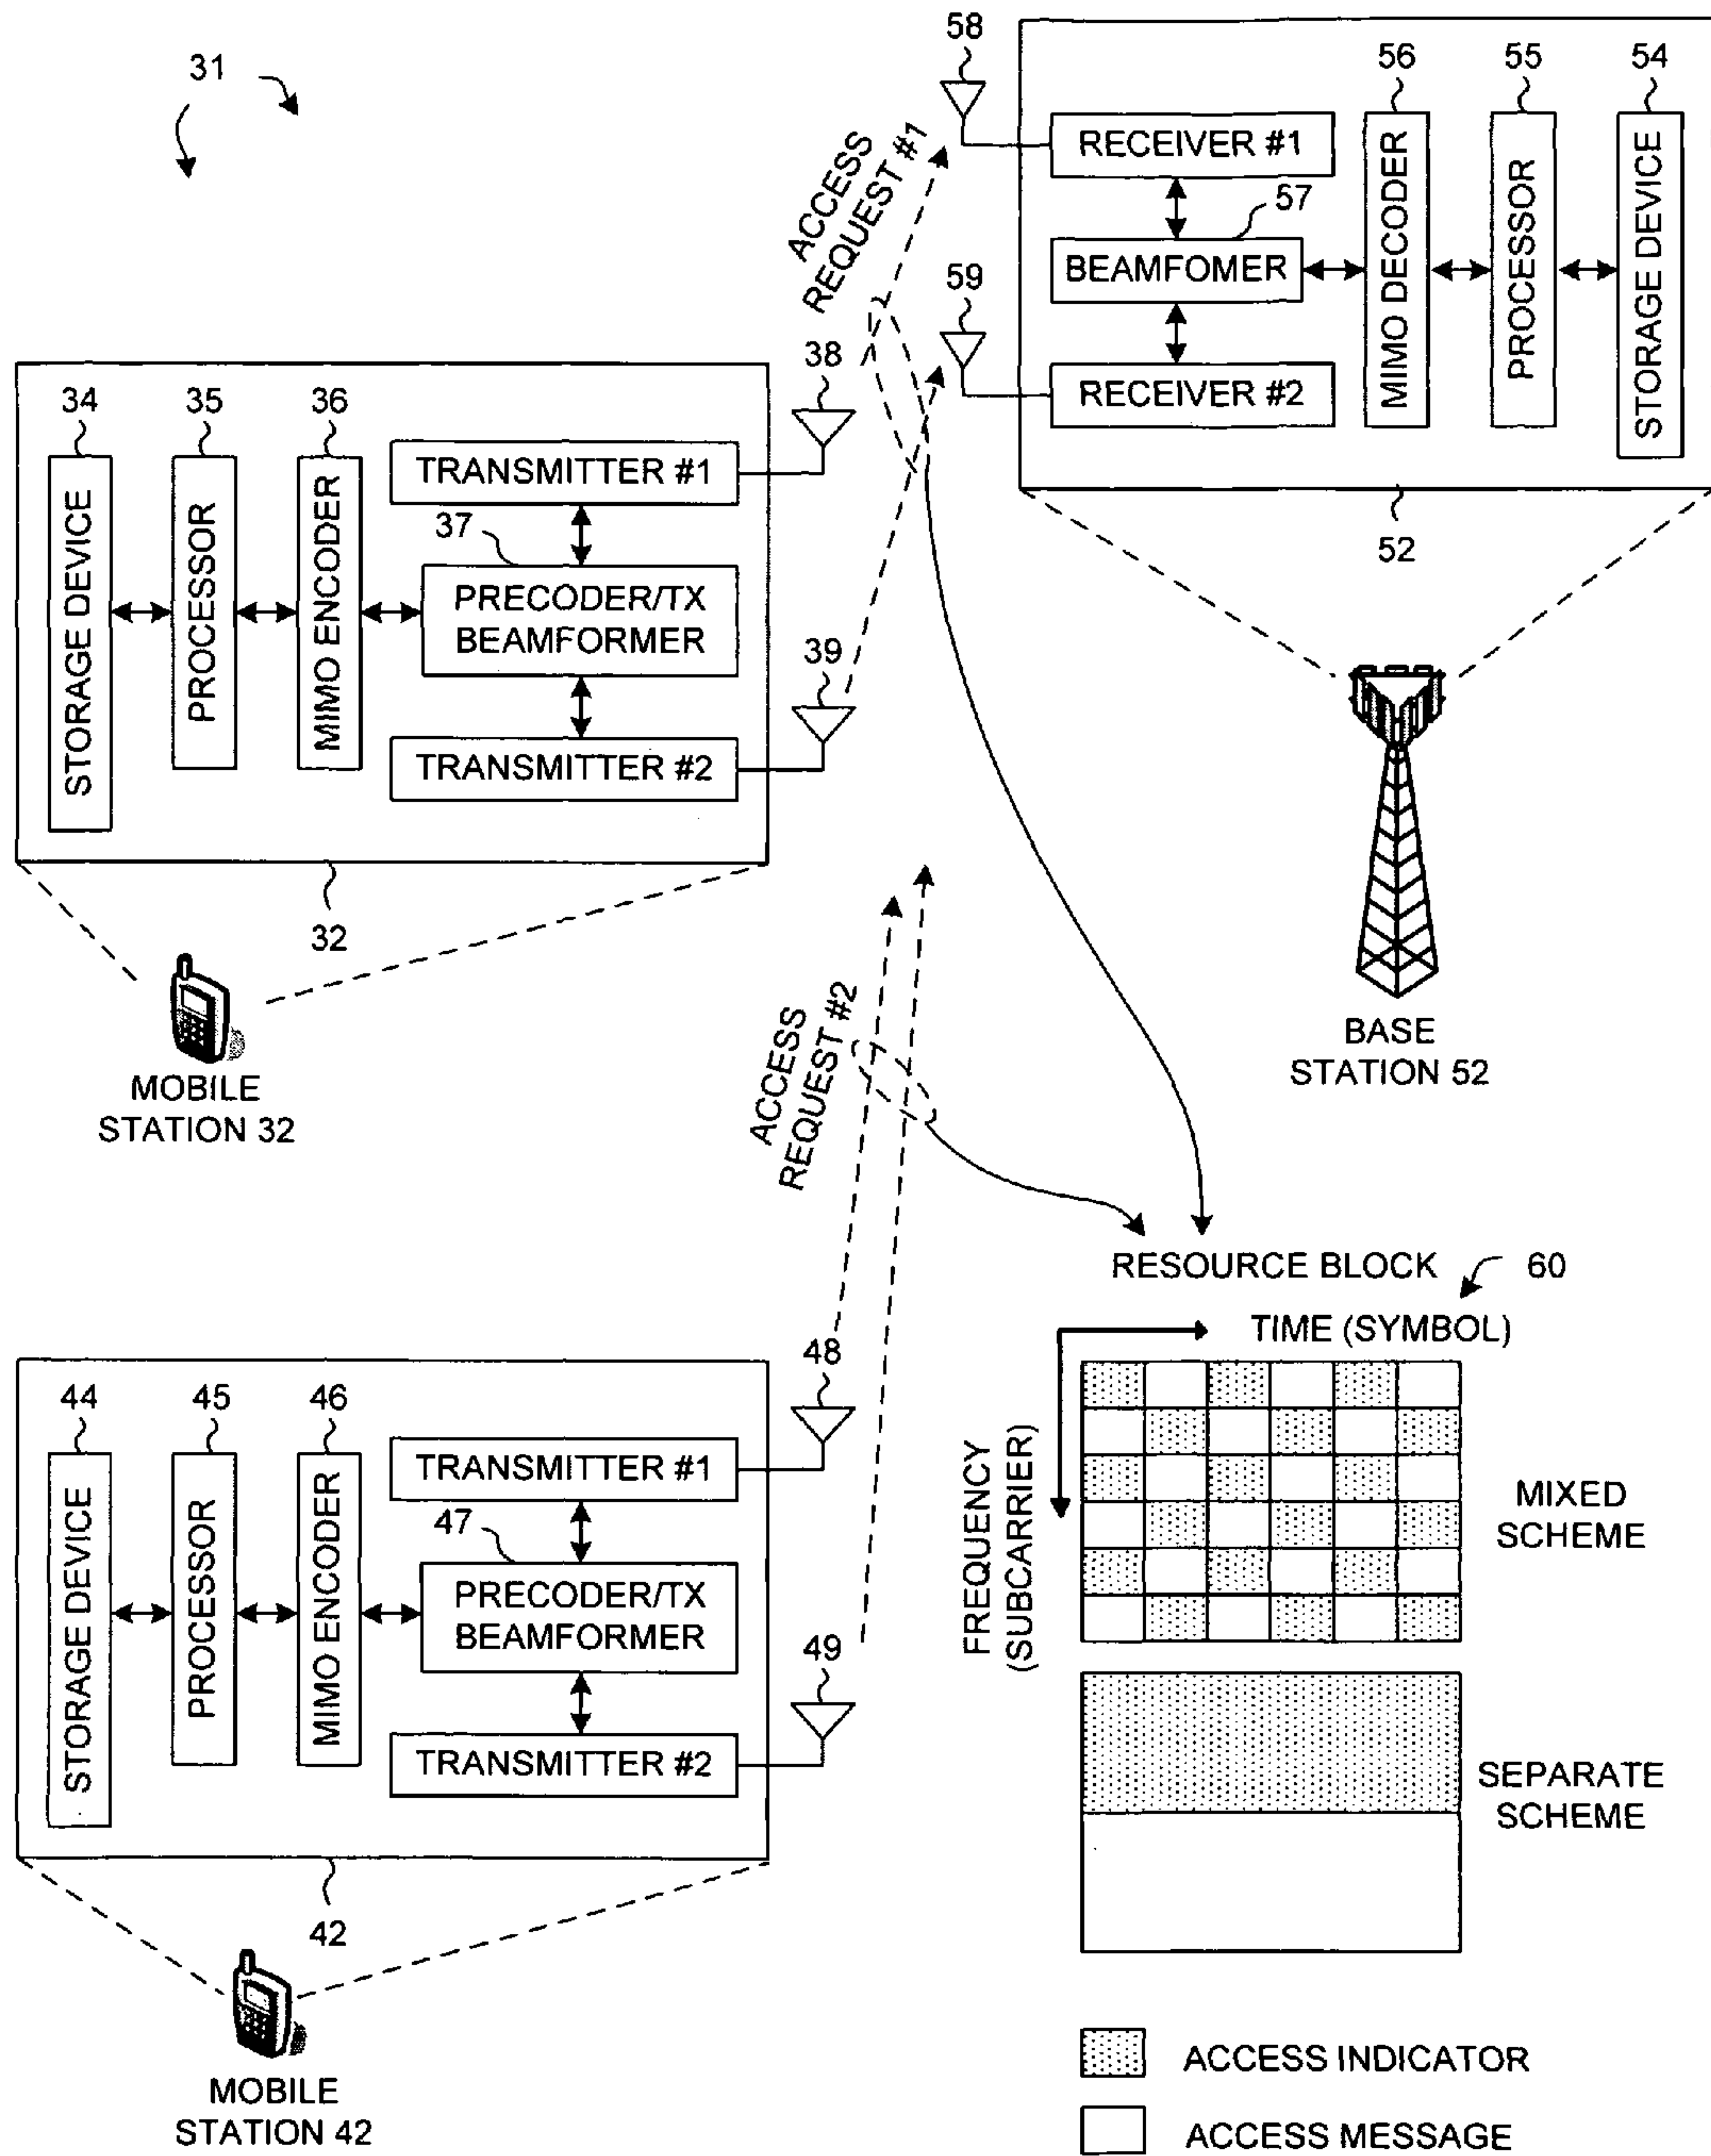 31
58
ACCESS
REQUEST #1
56
55
54
RECEIVER #1
57
BEAMFOMER
59
RECEIVER #2
MIMO DECODER
PROCESSOR
STORAGE DEVICE
52
34
35
36
38
TRANSMITTER #1
37
PRECODER/TX
BEAMFORMER
39
TRANSMITTER #2
STORAGE DEVICE
PROCESSOR
MIMO ENCODER
32
MOBILE
STATION 32
BASE
STATION 52
ACCESS
REQUEST #2
44
45
46
48
TRANSMITTER #1
47
PRECODER/TX
BEAMFORMER
49
TRANSMITTER #2
STORAGE DEVICE
PROCESSOR
MIMO ENCODER
42
MOBILE
STATION 42
RESOURCE BLOCK
60
TIME (SYMBOL)
FREQUENCY
(SUBCARRIER)
MIXED
SCHEME
SEPARATE
SCHEME
ACCESS INDICATOR
ACCESS MESSAGE